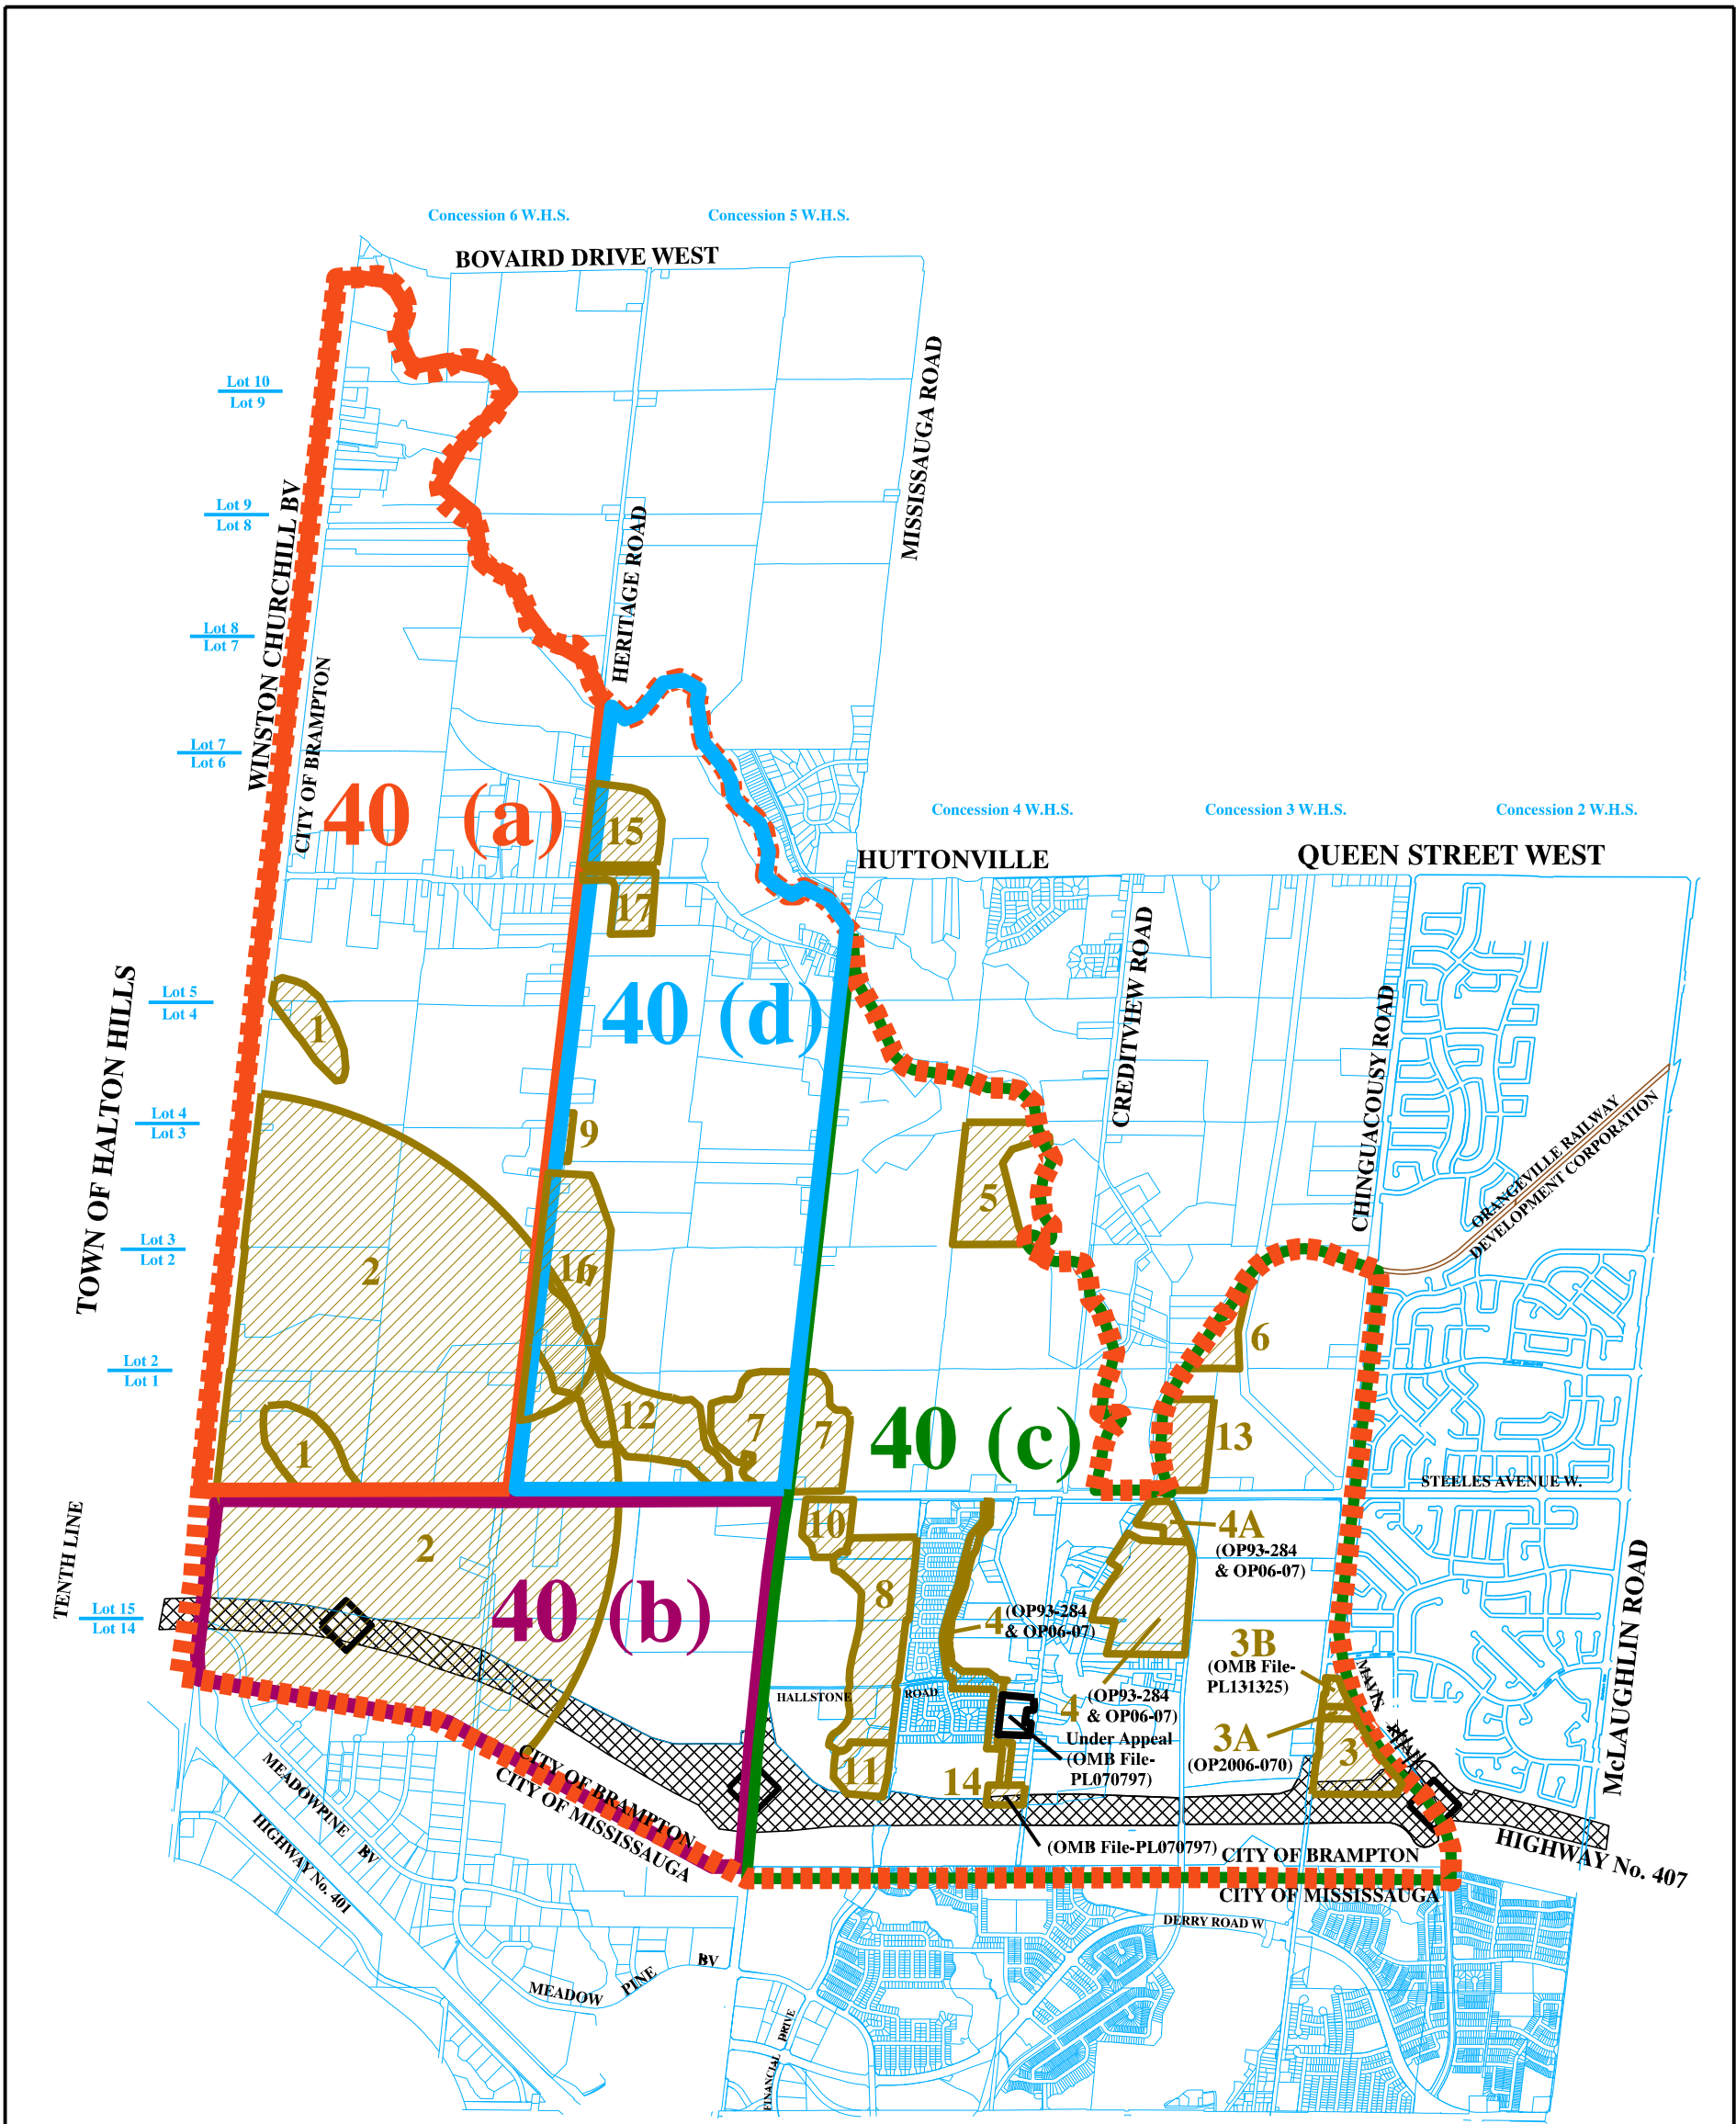 Concession 6 W.H.S.
Concession 5 W.H.S.
BOVAIRD DRIVE WEST
MISSISSAUGA ROAD
Lot 10
Lot 9
WINSTON CHURCHILL BV
Lot 9
Lot 8
HERITAGE ROAD
Lot 8
Lot 7
CITY OF BRAMPTON
Lot 7
Lot 6
40 (a)
15
Concession 4 W.H.S.
Concession 3 W.H.S.
Concession 2 W.H.S.
HUTTONVILLE
QUEEN STREET WEST
17
CREDITVIEW ROAD
TOWN OF HALTON HILLS
Lot 5
Lot 4
1
40 (d)
CHINGUACOUSY ROAD
ORANGEVILLE RAILWAY
DEVELOPMENT CORPORATION
Lot 4
Lot 3
9
5
Lot 3
Lot 2
2
16
6
Lot 2
Lot 1
12
7
7
40 (c)
13
1
STEELES AVENUE W.
TENTH LINE
10
4A
(OP93-284
& OP06-07)
2
8
40 (b)
Lot 15
Lot 14
4
(OP93-284
& OP06-07)
3B
(OMB File-
PL131325)
MAVIS
McLAUGHLIN ROAD
HALLSTONE
ROAD
4
(OP93-284
& OP06-07)
Under Appeal
(OMB File-
PL070797)
3A
(OP2006-070)
3
11
14
CITY OF BRAMPTON
CITY OF MISSISSAUGA
MEADOWPINE BV
HIGHWAY No. 401
(OMB File-PL070797)
CITY OF BRAMPTON
HIGHWAY No. 407
CITY OF MISSISSAUGA
DERRY ROAD W
MEADOW PINE BV
FINANCIAL DRIVE